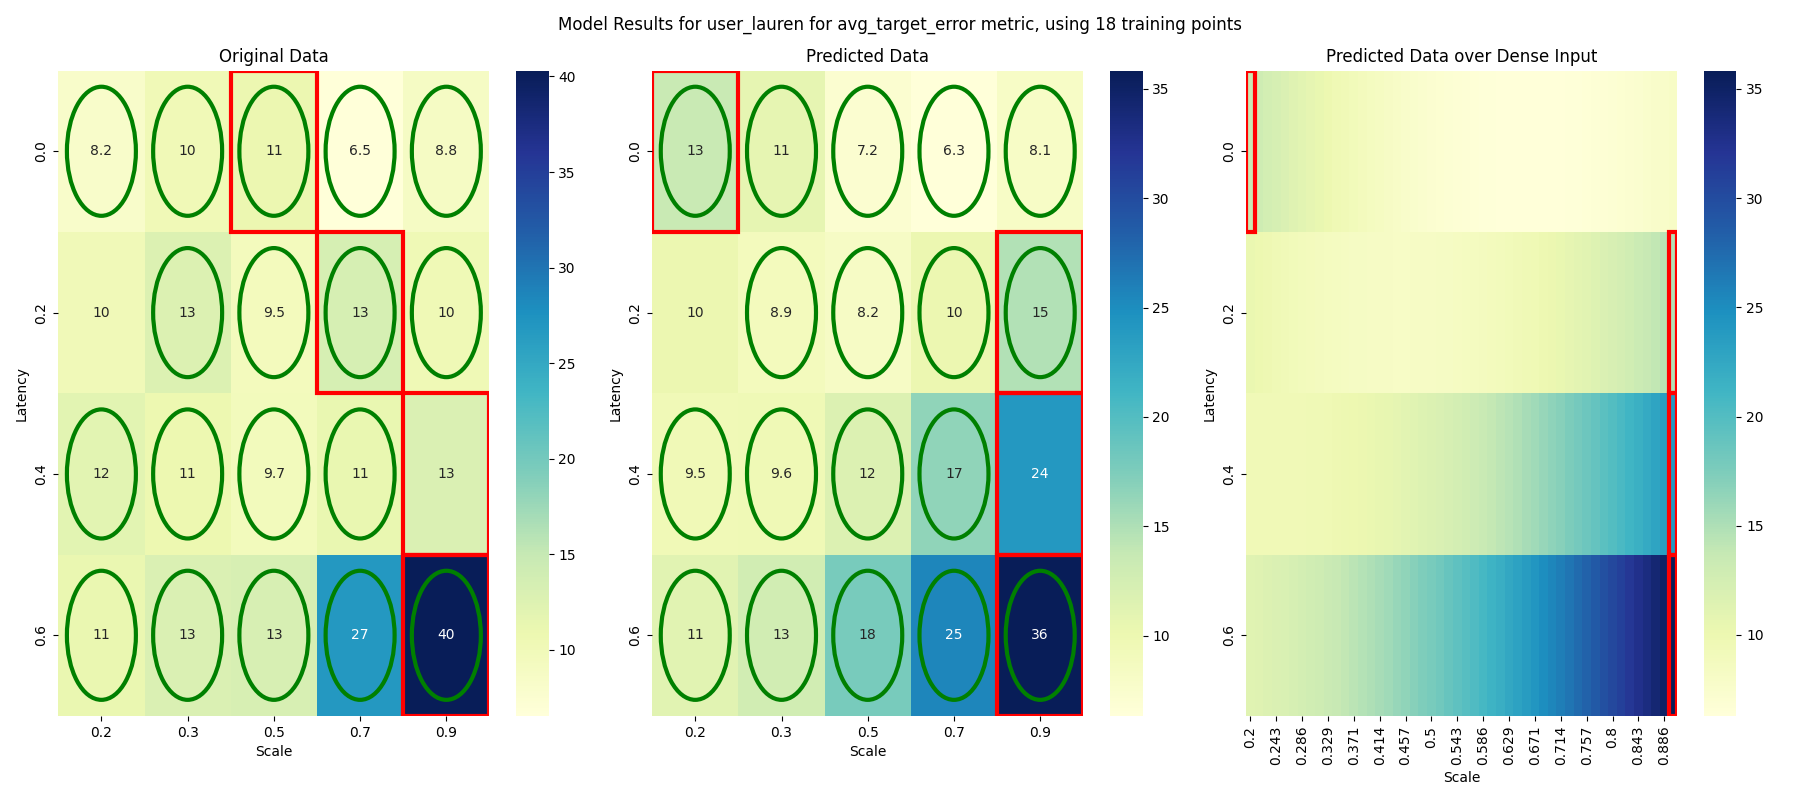 Model Results for user_lauren for avg_target_error metric, using 18 training points
Original Data
8.2 10 11 6.5 8.8
10 13 9.5 13 10
12 11 9.7 11 13
11 13 13 27 40
0.0
0.2
0.4
0.6
Latency
0.2 0.3 0.5 0.7 0.9
Scale
40
35
30
25
20
15
10
Predicted Data
13 11 7.2 6.3 8.1
10 8.9 8.2 10 15
9.5 9.6 12 17 24
11 13 18 25 36
0.0
0.2
0.4
0.6
Latency
0.2 0.3 0.5 0.7 0.9
Scale
35
30
25
20
15
10
Predicted Data over Dense Input
0.0
0.2
0.4
0.6
Latency
0.2 0.243 0.286 0.329 0.371 0.414 0.457 0.5 0.543 0.586 0.629 0.671 0.714 0.757 0.8 0.843 0.886
Scale
35
30
25
20
15
10